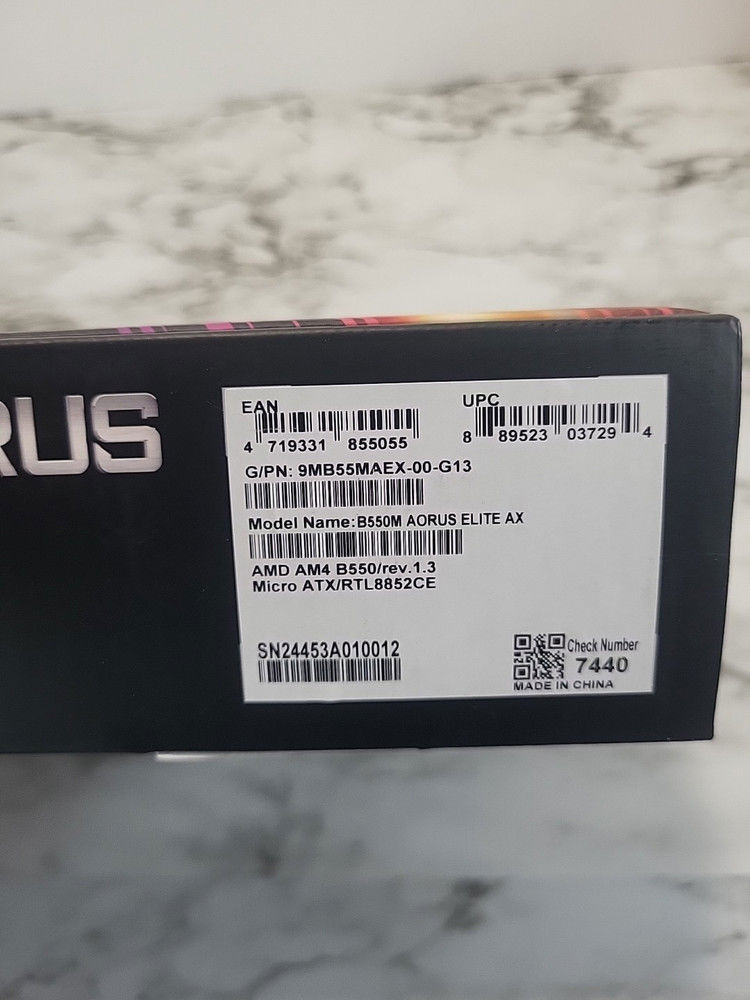 RUS
EAN
4 719331 855055
UPC
8 89523 03729 4
G/PN: 9MB55MAEX-00-G13
Model Name:B550M AORUS ELITE AX
AMD AM4 B550/rev.1.3
Micro ATX/RTL8852CE
SN24453A010012
Check Number
7440
MADE IN CHINA